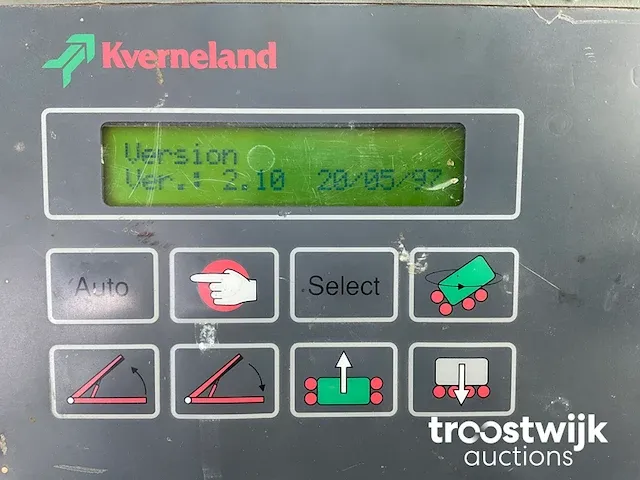 Kverneland
Version
Ver.: 2.10 20/05/97
Auto
Select
troostwijk
auctions